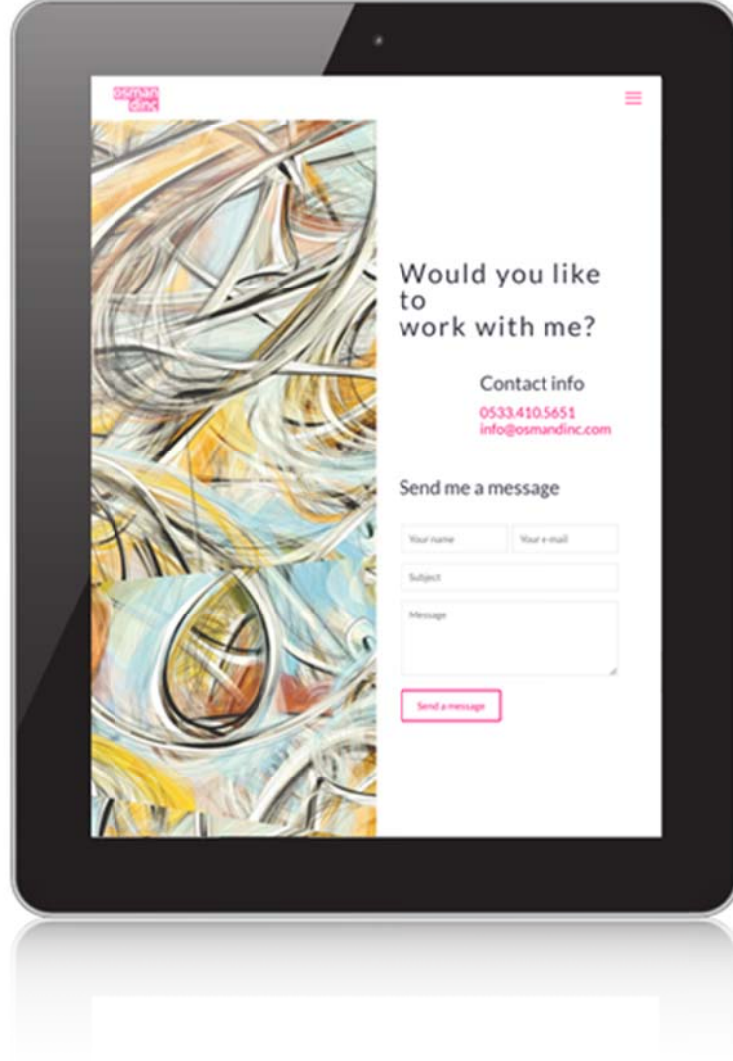 osman
dinc
Would you like
to
work with me?
Contact info
0533.410.5651
info@osmandinc.com
Send me a message
Your name Your e-mail
Subject
Message
Send a message